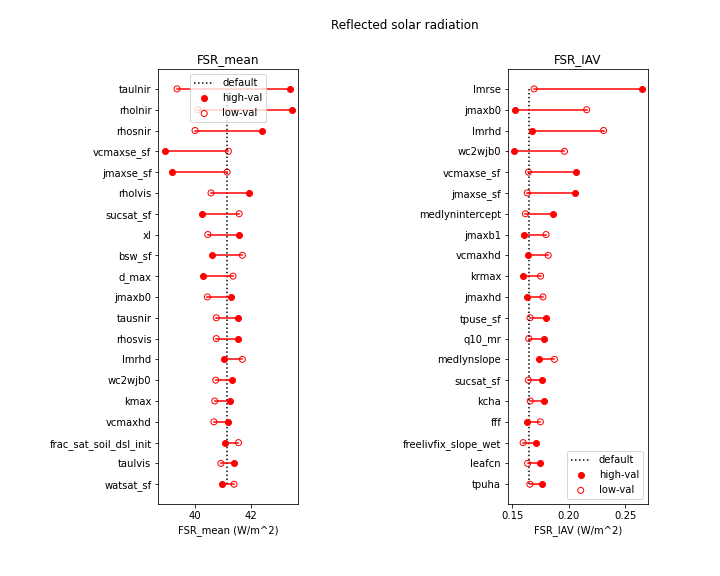 Reflected solar radiation
FSR_mean
taulnir
rholnir
rhosnir
vcmaxse_sf
jmaxse_sf
rholvis
sucsat_sf
xl
bsw_sf
d_max
jmaxb0
tausnir
rhosvis
lmrhd
wc2wjb0
kmax
vcmaxhd
frac_sat_soil_dsl_init
taulvis
watsat_sf
default
high-val
low-val
40 42
FSR_mean (W/m^2)
FSR_IAV
lmrse
jmaxb0
lmrhd
wc2wjb0
vcmaxse_sf
jmaxse_sf
medlynintercept
jmaxb1
vcmaxhd
krmax
jmaxhd
tpuse_sf
q10_mr
medlynslope
sucsat_sf
kcha
fff
freelivfix_slope_wet
leafcn
tpuha
default
high-val
low-val
0.15 0.20 0.25
FSR_IAV (W/m^2)